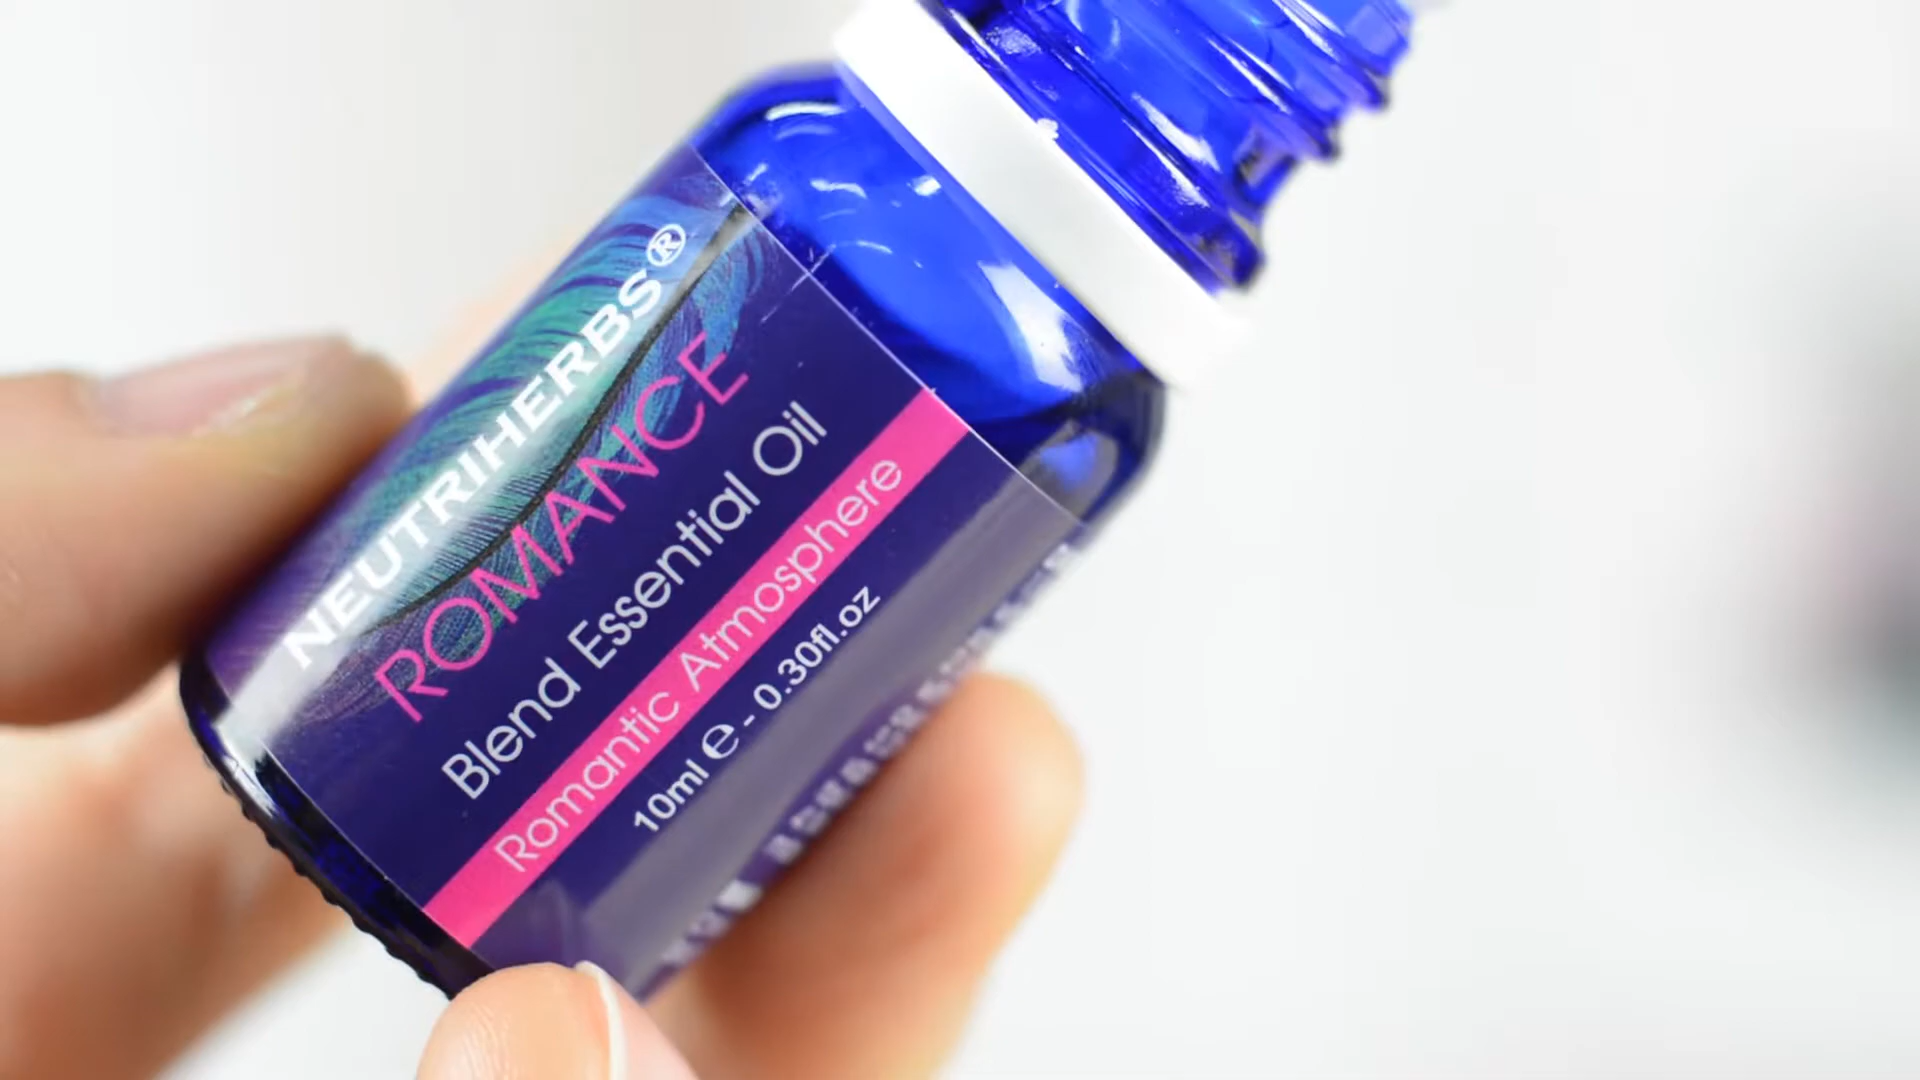 NEUTRIHERBS®
ROMANCE
Blend Essential Oil
Romantic Atmosphere
10ml ℮ - 0.30fl.oz